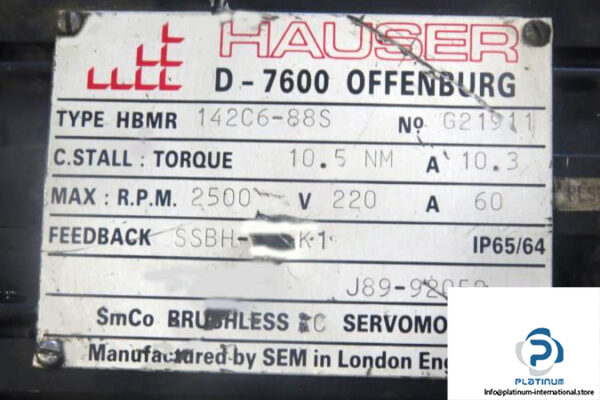 HAUSER
D-7600 OFFENBURG
TYPE HBMR 142C6-88S No G21911
C.STALL : TORQUE 10.5 NM A 10.3
MAX : R.P.M. 2500 V 220 A 60
FEEDBACK SSBH- K1 IP65/64
SmCo BRUSHLESS SERVOMO
Manufactured by SEM in London Eng
PLATINUM
info@platinum-international.store